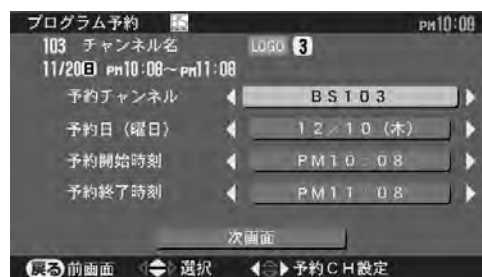 プログラム予約 PM10:08
103 チャンネル名 LOGO 3
11/20日 PM10:08~PM11:08
予約チャンネル BS103
予約日（曜日） 12/10（木）
予約開始時刻 PM10:08
予約終了時刻 PM11:08
次画面
戻る 前画面 選択 予約CH設定